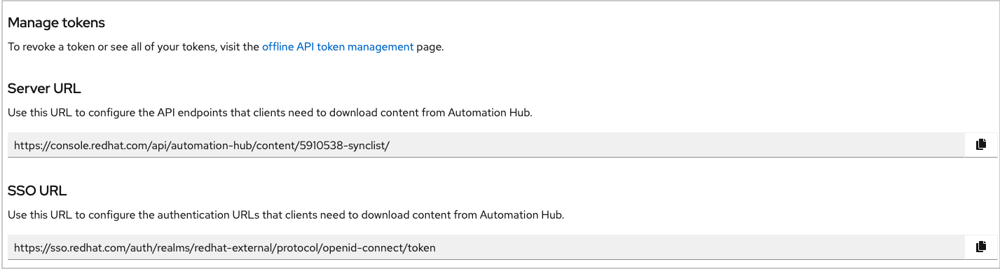 Manage tokens
To revoke a token or see all of your tokens, visit the offline API token management page.
Server URL
Use this URL to configure the API endpoints that clients need to download content from Automation Hub.
https://console.redhat.com/api/automation-hub/content/5910538-synclist/
SSO URL
Use this URL to configure the authentication URLs that clients need to download content from Automation Hub.
https://sso.redhat.com/auth/realms/redhat-external/protocol/openid-connect/token